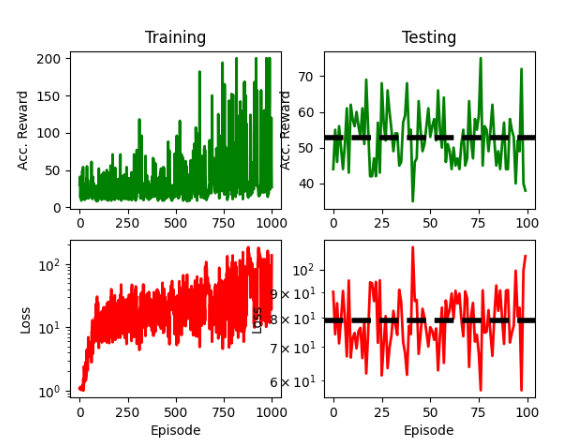 Training
Testing
Acc. Reward
200
150
100
50
0
0
250
500
750
1000
Acc. Reward
70
60
50
40
0
25
50
75
100
Loss
10²
10¹
10⁰
0
250
500
750
1000
Episode
Loss
10²
9 × 10¹
8 × 10¹
7 × 10¹
6 × 10¹
0
25
50
75
100
Episode